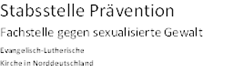 Stabsstelle Prävention
Fachstelle gegen sexualisierte Gewalt
Evangelisch-Lutherische
Kirche in Norddeutschland